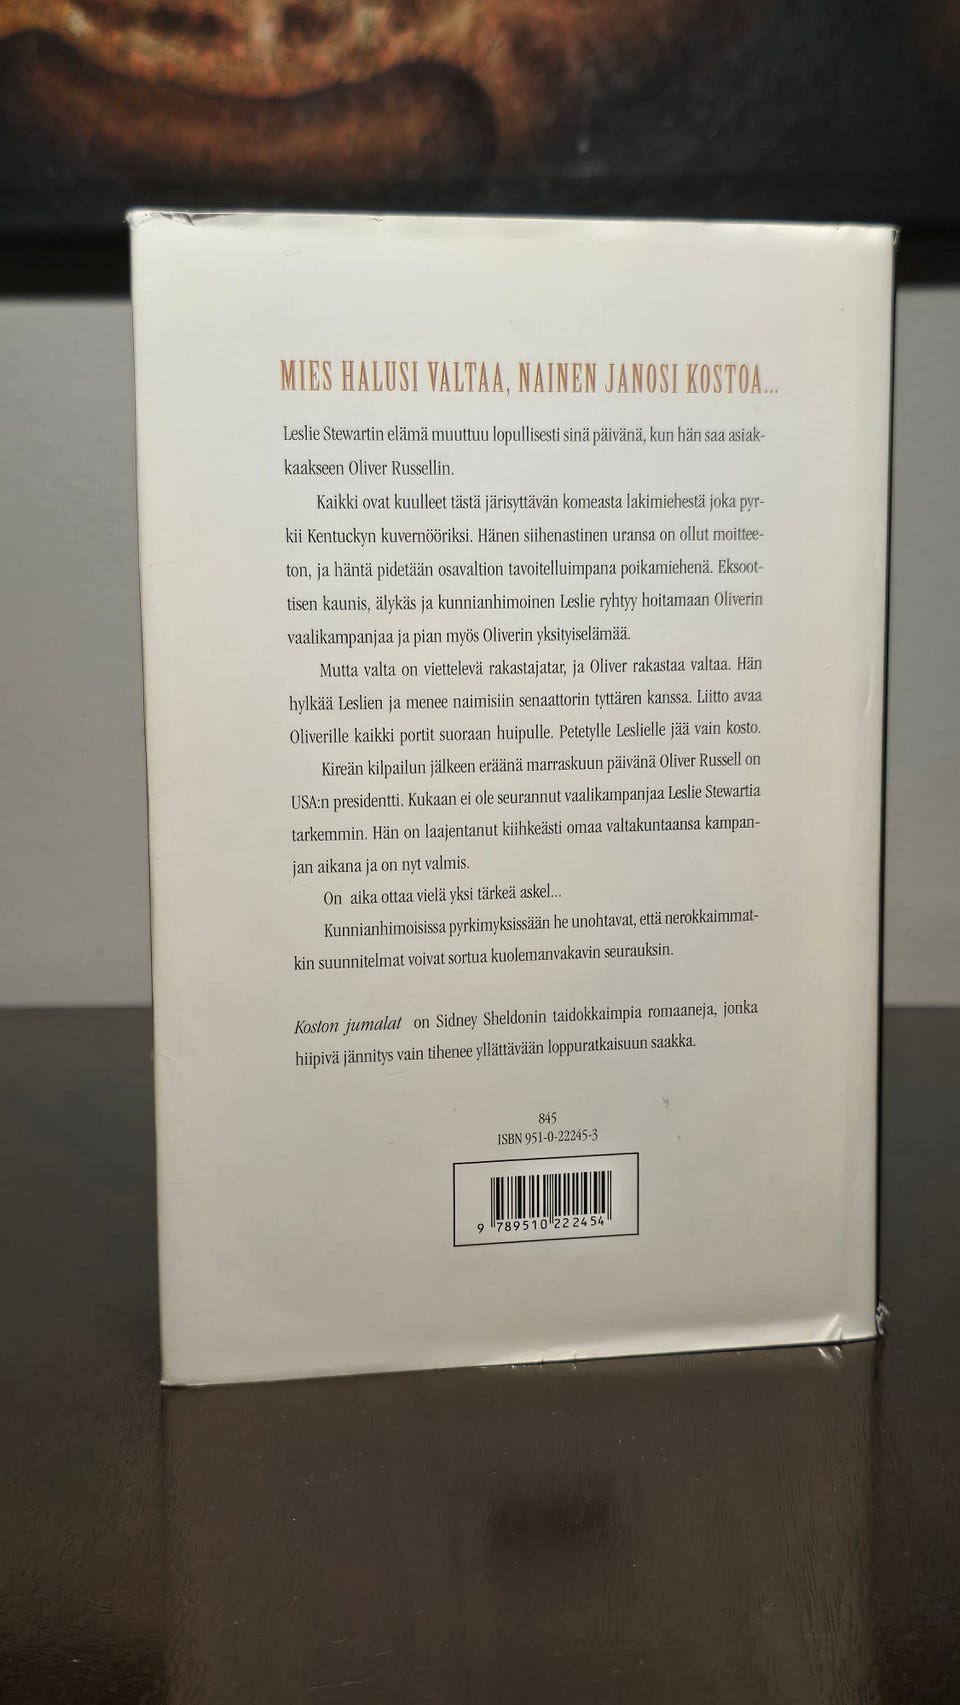 MIES HALUSI VALTAA, NAINEN JANOSI KOSTOA...
Leslie Stewartin elämä muuttuu lopullisesti sinä päivänä, kun hän saa asiak-
kaakseen Oliver Russellin.
Kaikki ovat kuulleet tästä järisyttävän komeasta lakimiehestä joka pyr-
kii Kentuckyn kuvernööriksi. Hänen siihenastinen uransa on ollut moittee-
ton, ja häntä pidetään osavaltion tavoitelluimpana poikamiehenä. Eksoot-
tisen kaunis, älykäs ja kunnianhimoinen Leslie ryhtyy hoitamaan Oliverin
vaalikampanjaa ja pian myös Oliverin yksityiselämää.
Mutta valta on viettelevä rakastajatar, ja Oliver rakastaa valtaa. Hän
hylkää Leslien ja menee naimisiin senaattorin tyttären kanssa. Liitto avaa
Oliverille kaikki portit suoraan huipulle. Petetylle Leslielle jää vain kosto.
Kireän kilpailun jälkeen eräänä marraskuun päivänä Oliver Russell on
USA:n presidentti. Kukaan ei ole seurannut vaalikampanjaa Leslie Stewartia
tarkemmin. Hän on laajentanut kiihkeästi omaa valtakuntaansa kampan-
jan aikana ja on nyt valmis.
On aika ottaa vielä yksi tärkeä askel...
Kunnianhimoisissa pyrkimyksissään he unohtavat, että nerokkaimmat-
kin suunnitelmat voivat sortua kuolemanvakavin seurauksin.
Koston jumalat on Sidney Sheldonin taidokkaimpia romaaneja, jonka
hiipivä jännitys vain tihenee yllättävään loppuratkaisuun saakka.
845
ISBN 951-0-22245-3
9 789510 222454